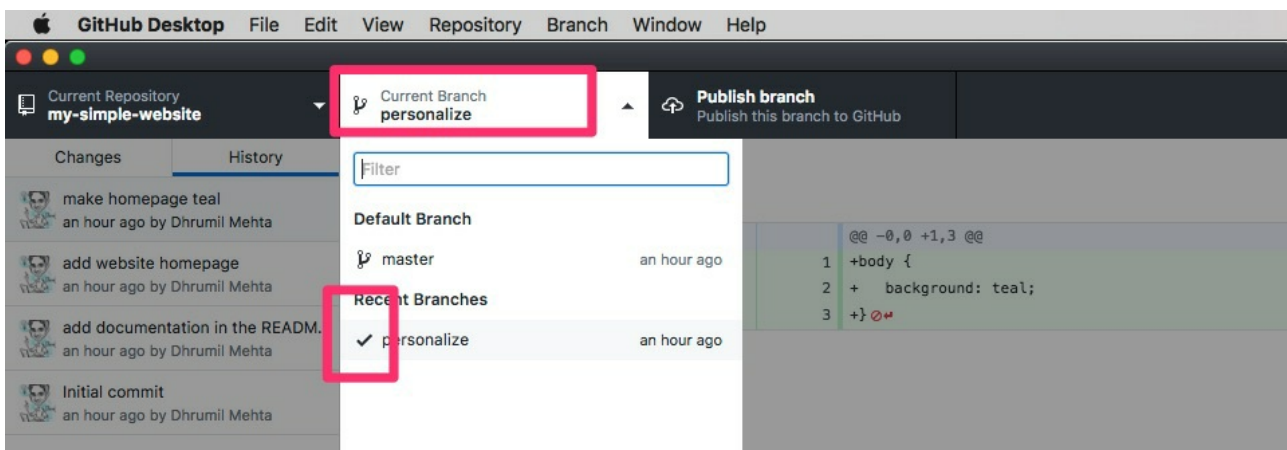 GitHub Desktop File Edit View Repository Branch Window Help
Current Repository
my-simple-website
Current Branch
personalize
Publish branch
Publish this branch to GitHub
Changes History
make homepage teal
an hour ago by Dhrumil Mehta
add website homepage
an hour ago by Dhrumil Mehta
add documentation in the READM...
an hour ago by Dhrumil Mehta
Initial commit
an hour ago by Dhrumil Mehta
Filter
Default Branch
master an hour ago
Recent Branches
personalize an hour ago
@@ -0,0 +1,3 @@
1 +body {
2 + background: teal;
3 +}